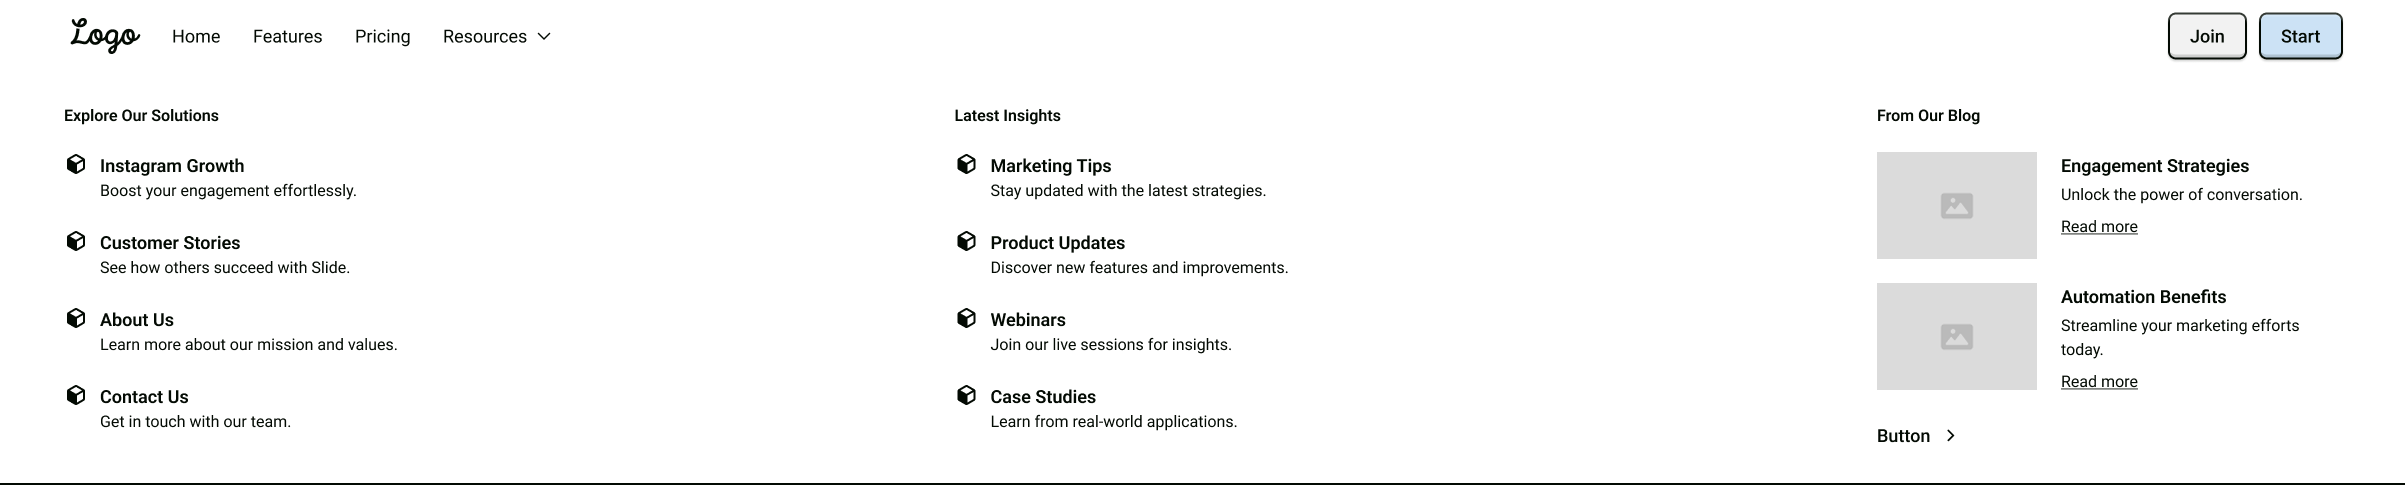 Logo
Home
Features
Pricing
Resources
Join
Start
Explore Our Solutions
Instagram Growth
Boost your engagement effortlessly.
Customer Stories
See how others succeed with Slide.
About Us
Learn more about our mission and values.
Contact Us
Get in touch with our team.
Latest Insights
Marketing Tips
Stay updated with the latest strategies.
Product Updates
Discover new features and improvements.
Webinars
Join our live sessions for insights.
Case Studies
Learn from real-world applications.
From Our Blog
Engagement Strategies
Unlock the power of conversation.
Read more
Automation Benefits
Streamline your marketing efforts
today.
Read more
Button